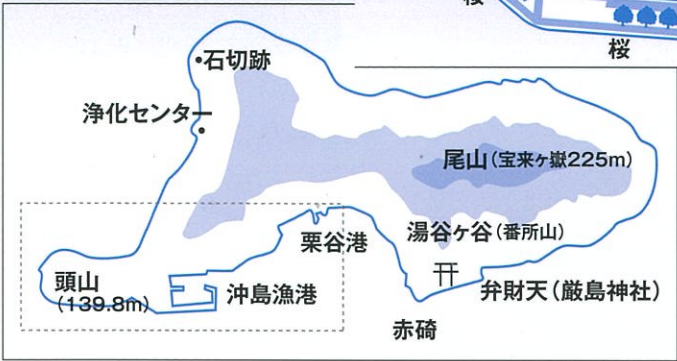 桜
石切跡
浄化センター
尾山(宝来ヶ嶽225m)
栗谷港
湯谷ヶ谷(番所山)
頭山
(139.8m)
沖島漁港
弁財天(厳島神社)
赤碕